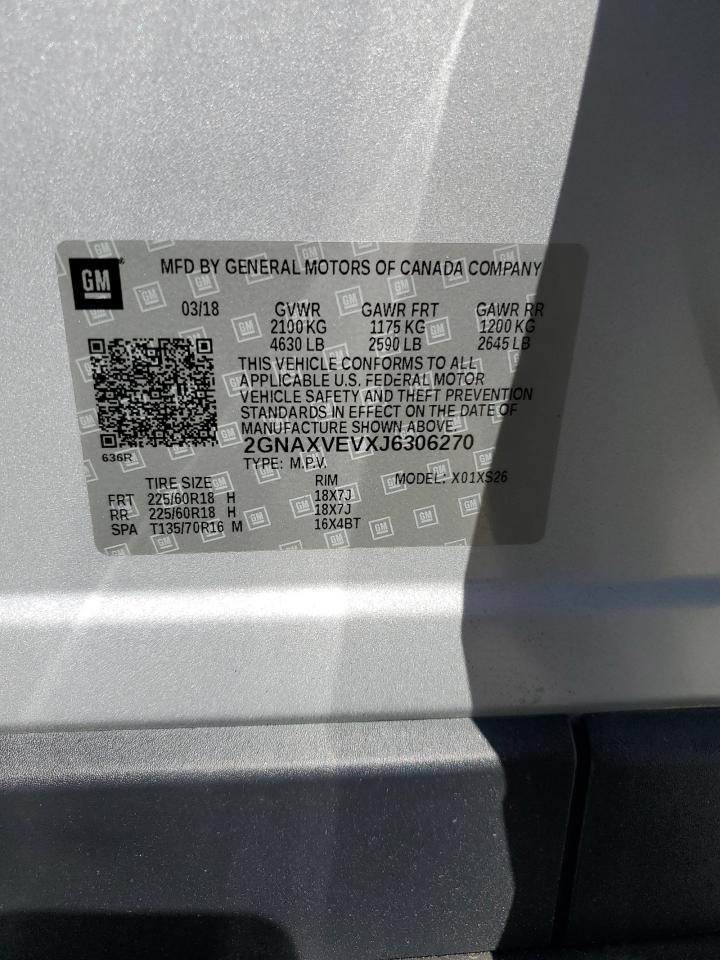 GM
MFD BY GENERAL MOTORS OF CANADA COMPANY
03/18 GVWR GAWR FRT GAWR RR
2100 KG 1175 KG 1200 KG
4630 LB 2590 LB 2645 LB
THIS VEHICLE CONFORMS TO ALL
APPLICABLE U.S. FEDERAL MOTOR
VEHICLE SAFETY AND THEFT PREVENTION
STANDARDS IN EFFECT ON THE DATE OF
MANUFACTURE SHOWN ABOVE.
2GNAXVEVXJ6306270
636R
TYPE: M.P.V.
TIRE SIZE RIM MODEL: X01XS26
FRT 225/60R18 H 18X7J
RR 225/60R18 H 18X7J
SPA T135/70R16 M 16X4BT